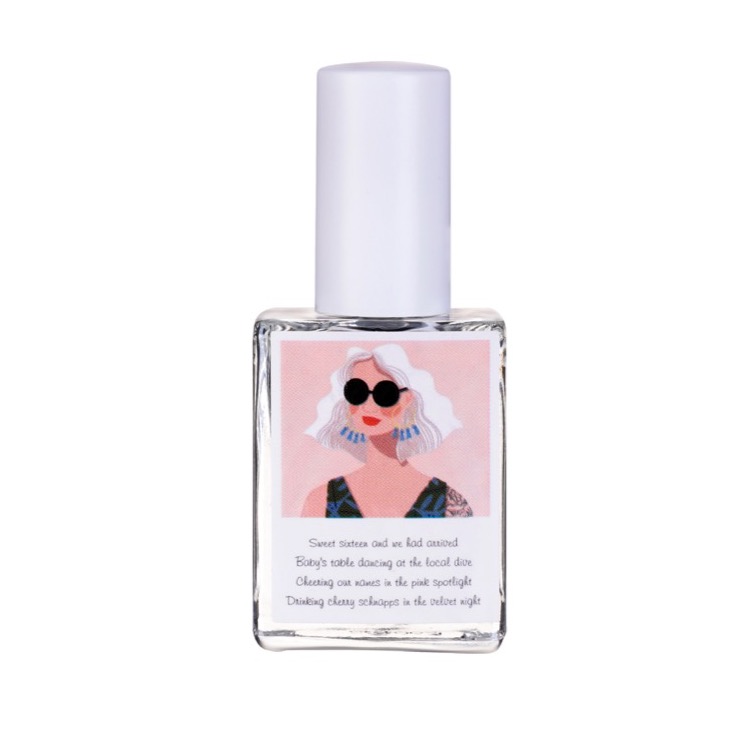 Sweet sixteen and we had arrived
Baby's table dancing at the local dive
Cheering our names in the pink spotlight
Drinking cherry schnapps in the velvet night